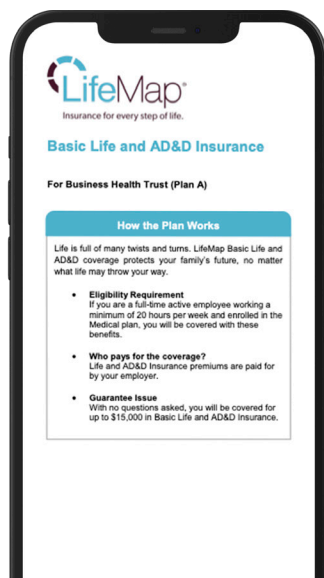 LifeMap®
Insurance for every step of life.
Basic Life and AD&D Insurance
For Business Health Trust (Plan A)
How the Plan Works
Life is full of many twists and turns. LifeMap Basic Life and
AD&D coverage protects your family's future, no matter
what life may throw your way.
• Eligibility Requirement
If you are a full-time active employee working a
minimum of 20 hours per week and enrolled in the
Medical plan, you will be covered with these
benefits.
• Who pays for the coverage?
Life and AD&D Insurance premiums are paid for
by your employer.
• Guarantee Issue
With no questions asked, you will be covered for
up to $15,000 in Basic Life and AD&D Insurance.